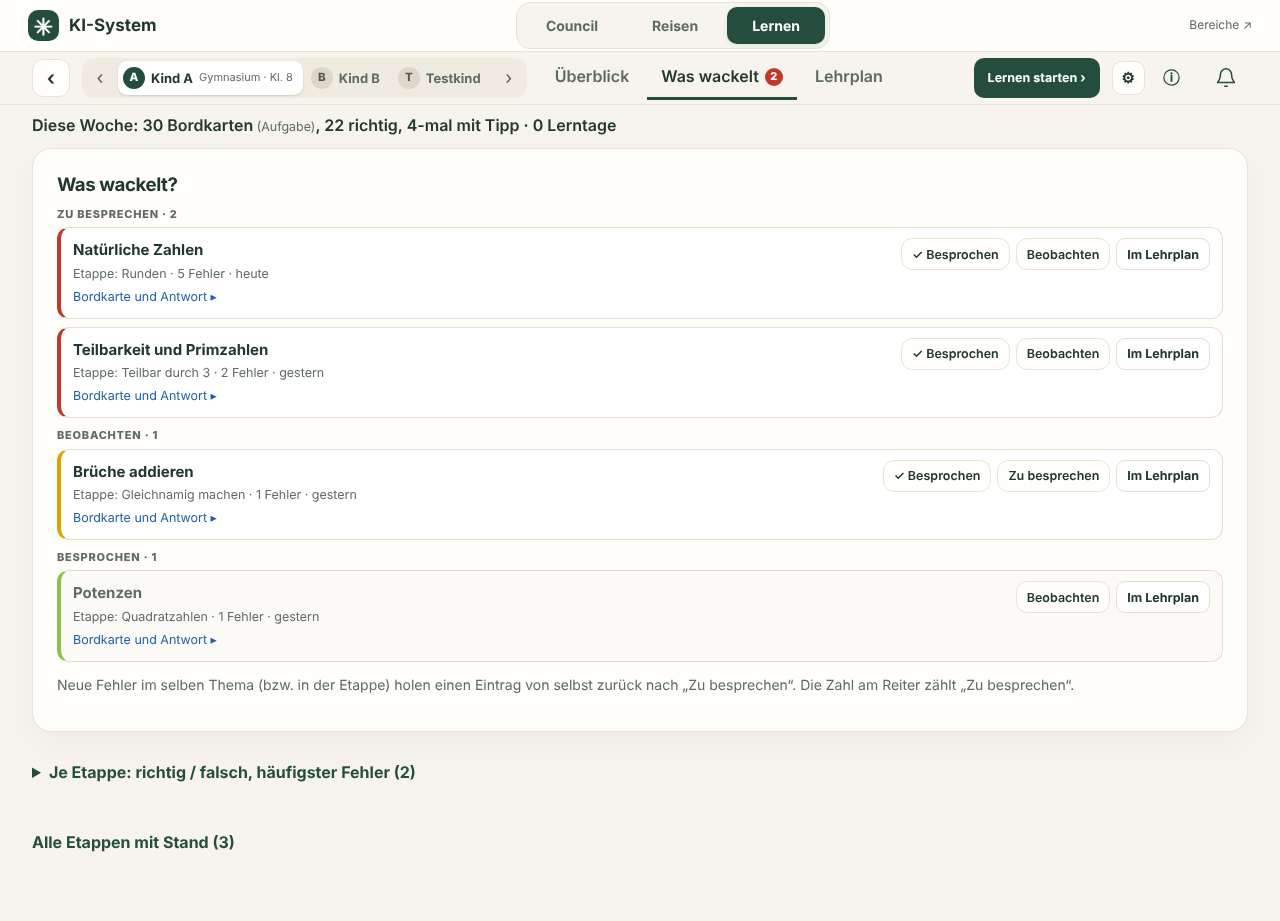 KI-System
Council Reisen Lernen
Bereiche ↗
‹ ‹ A Kind A Gymnasium · Kl. 8 B Kind B T Testkind ›
Überblick Was wackelt 2 Lehrplan
Lernen starten ›
Diese Woche: 30 Bordkarten (Aufgabe), 22 richtig, 4-mal mit Tipp · 0 Lerntage
Was wackelt?
ZU BESPRECHEN · 2
Natürliche Zahlen
✓ Besprochen Beobachten Im Lehrplan
Etappe: Runden · 5 Fehler · heute
Bordkarte und Antwort ▸
Teilbarkeit und Primzahlen
✓ Besprochen Beobachten Im Lehrplan
Etappe: Teilbar durch 3 · 2 Fehler · gestern
Bordkarte und Antwort ▸
BEOBACHTEN · 1
Brüche addieren
✓ Besprochen Zu besprechen Im Lehrplan
Etappe: Gleichnamig machen · 1 Fehler · gestern
Bordkarte und Antwort ▸
BESPROCHEN · 1
Potenzen
Beobachten Im Lehrplan
Etappe: Quadratzahlen · 1 Fehler · gestern
Bordkarte und Antwort ▸
Neue Fehler im selben Thema (bzw. in der Etappe) holen einen Eintrag von selbst zurück nach „Zu besprechen“. Die Zahl am Reiter zählt „Zu besprechen“.
▶ Je Etappe: richtig / falsch, häufigster Fehler (2)
Alle Etappen mit Stand (3)